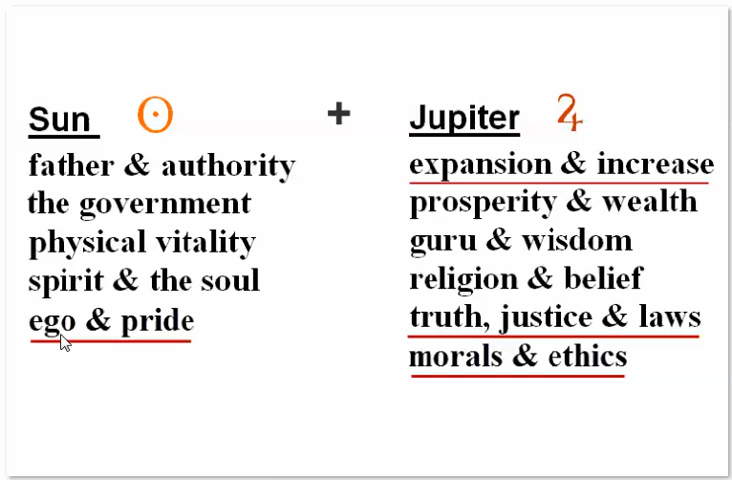 Sun ☉ + Jupiter ♃
father & authority
the government
physical vitality
spirit & the soul
ego & pride
expansion & increase
prosperity & wealth
guru & wisdom
religion & belief
truth, justice & laws
morals & ethics